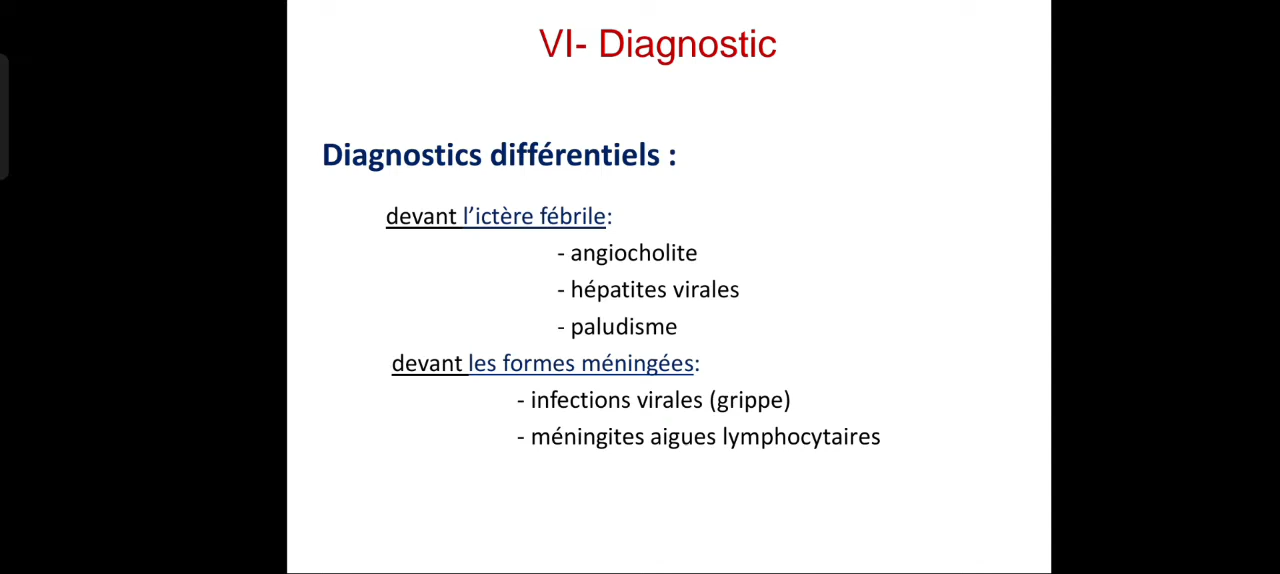 VI- Diagnostic
Diagnostics différentiels :
devant l’ictère fébrile:
- angiocholite
- hépatites virales
- paludisme
devant les formes méningées:
- infections virales (grippe)
- méningites aigues lymphocytaires